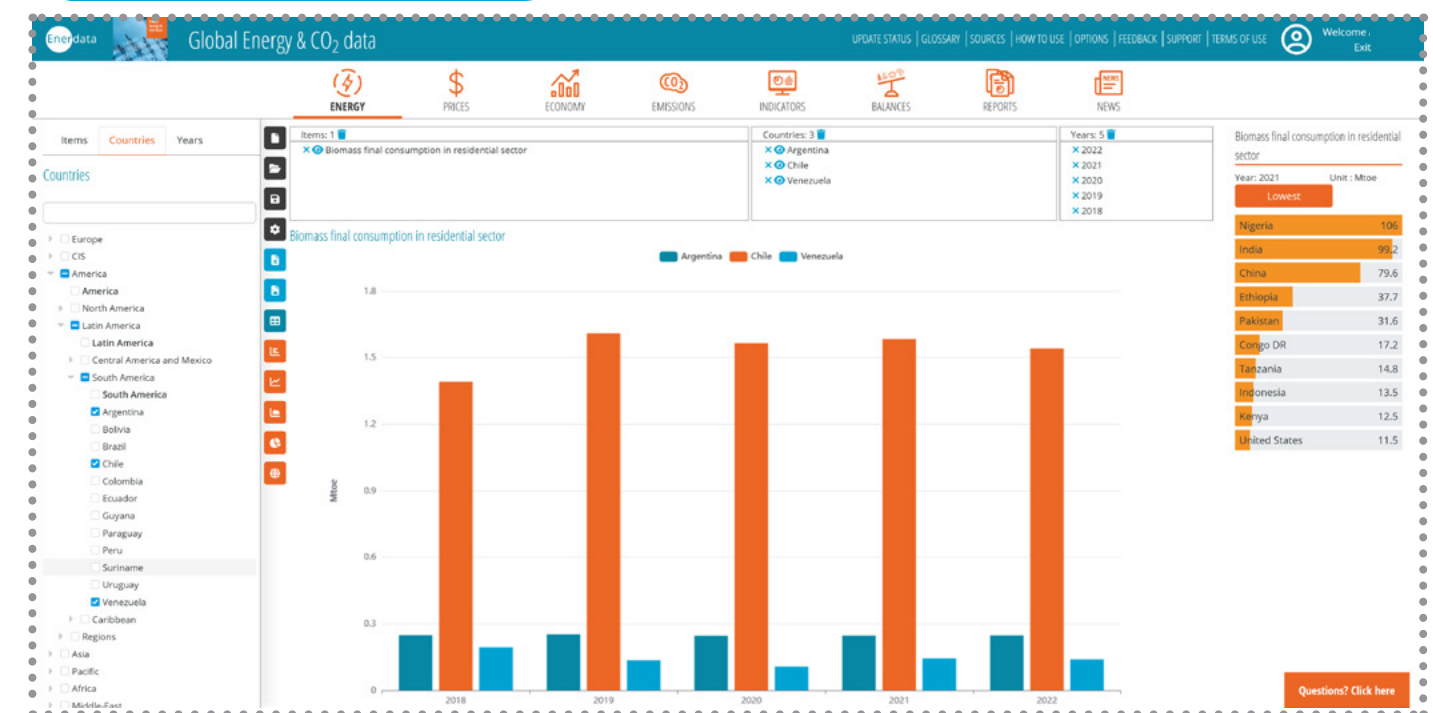 Enerdata
Global Energy & CO2 data
UPDATE STATUS | GLOSSARY | SOURCES | HOW TO USE | OPTIONS | FEEDBACK | SUPPORT | TERMS OF USE
Welcome
Exit
ENERGY
PRICES
ECONOMY
CO2
EMISSIONS
INDICATORS
BALANCES
REPORTS
NEWS
NEWS
Items
Countries
Years
Countries
Europe
CIS
America
America
North America
Latin America
Latin America
Central America and Mexico
South America
South America
Argentina
Bolivia
Brazil
Chile
Colombia
Ecuador
Guyana
Paraguay
Peru
Suriname
Uruguay
Venezuela
Caribbean
Regions
Asia
Pacific
Africa
Middle-East
Items: 1
Biomass final consumption in residential sector
Countries: 3
Argentina
Chile
Venezuela
Years: 5
2022
2021
2020
2019
2018
Biomass final consumption in residential sector
Argentina Chile Venezuela
1.8
1.5
1.2
0.9
0.6
0.3
0
Mtoe
2018 2019 2020 2021 2022
Biomass final consumption in residential
sector
Year: 2021 Unit : Mtoe
Lowest
Nigeria 106
India 99.2
China 79.6
Ethiopia 37.7
Pakistan 31.6
Congo DR 17.2
Tanzania 14.8
Indonesia 13.5
Kenya 12.5
United States 11.5
Questions? Click here